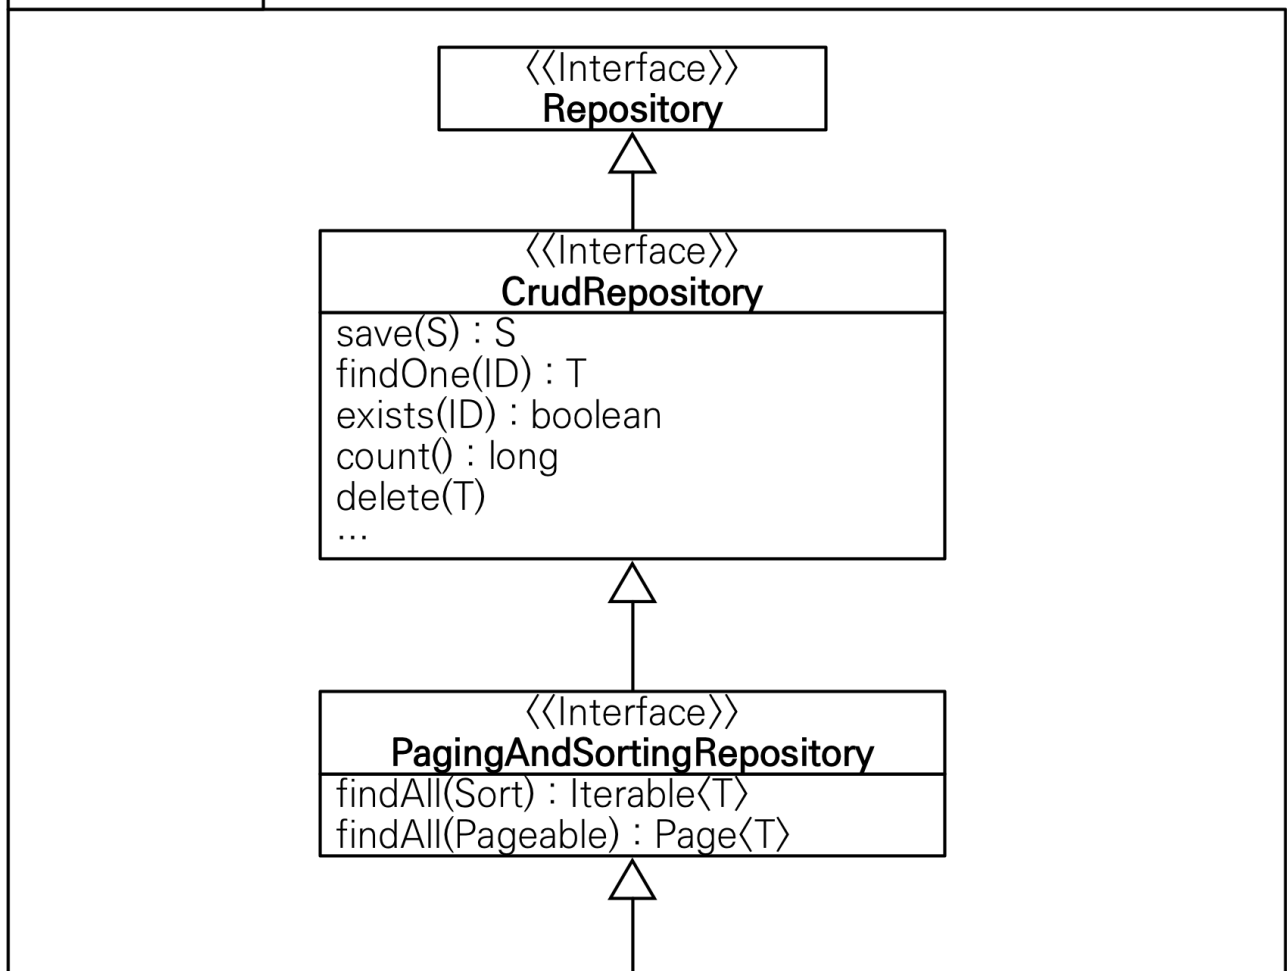 〈〈Interface〉〉
Repository
〈〈Interface〉〉
CrudRepository
save(S) : S
findOne(ID) : T
exists(ID) : boolean
count() : long
delete(T)
...
〈〈Interface〉〉
PagingAndSortingRepository
findAll(Sort) : Iterable〈T〉
findAll(Pageable) : Page〈T〉